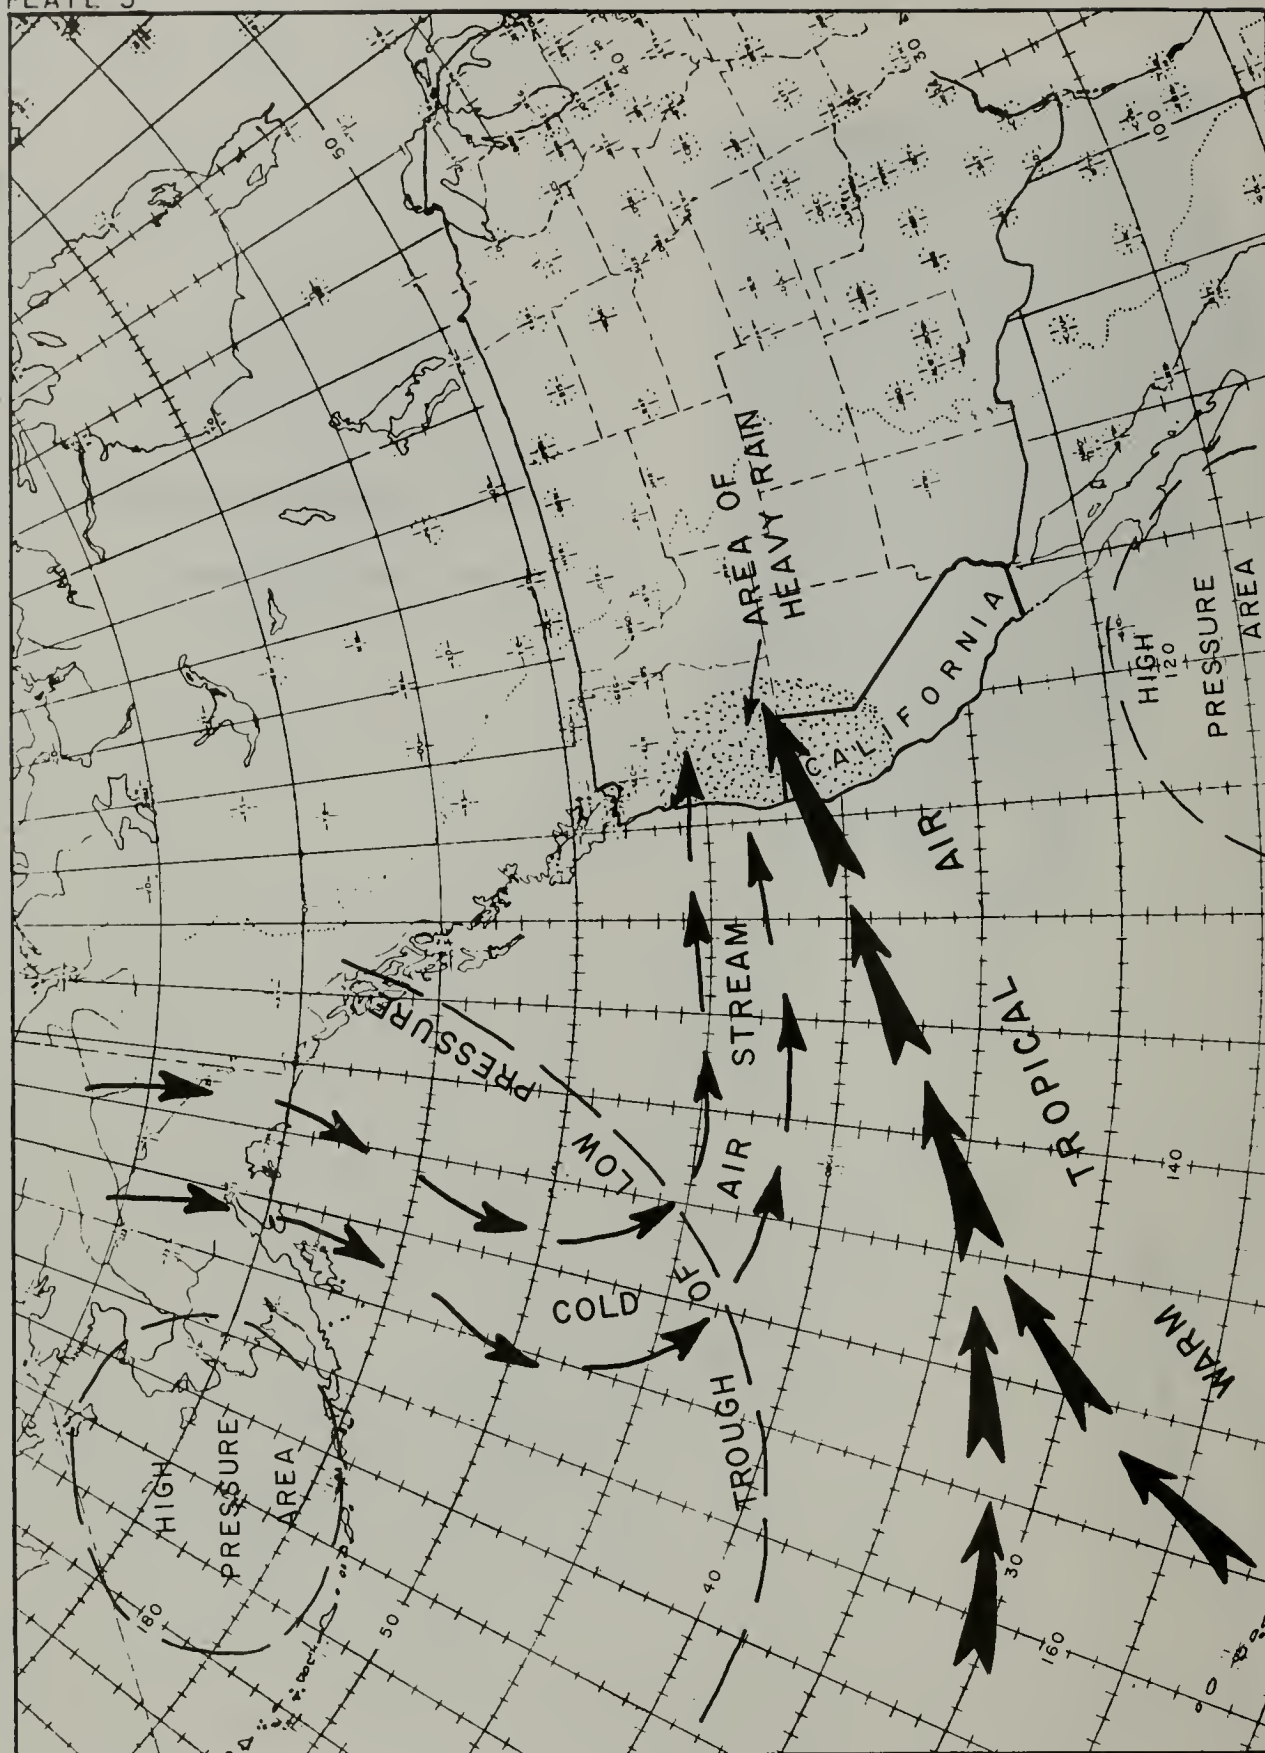 PLATE 3
50
40
30
100
AREA OF
HEAVY RAIN
CALIFORNIA
HIGH
120
PRESSURE
AREA
PRESSURE
LOW
OF
TROUGH
COLD
AIR
STREAM
WARM
TROPICAL
AIR
140
HIGH
PRESSURE
AREA
180
50
40
30
160